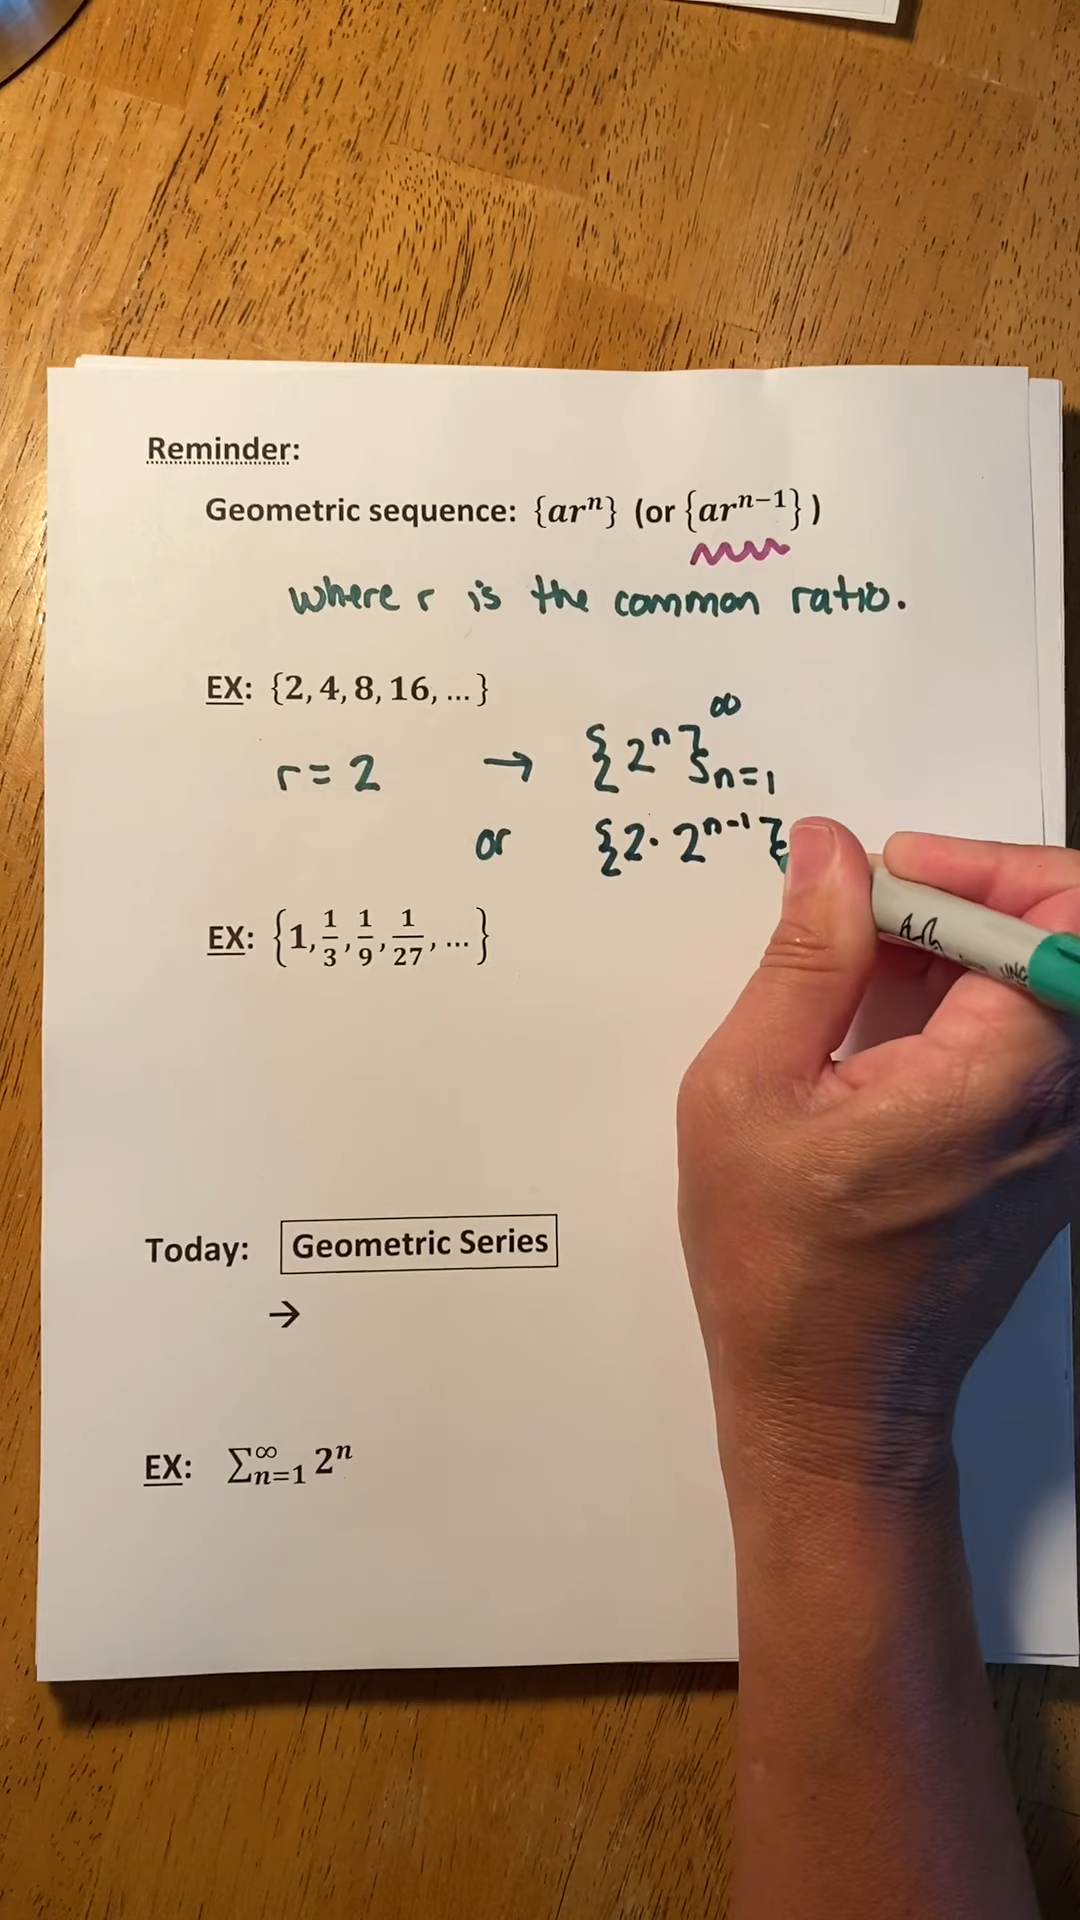 Reminder:
Geometric sequence: {arⁿ} (or {arⁿ⁻¹})
where r is the common ratio.
EX: {2, 4, 8, 16, … }
r = 2 → {2ⁿ}^∞_{n=1}
or {2 · 2ⁿ⁻¹}
EX: {1, 1/3, 1/9, 1/27, … }
Today: Geometric Series
→
EX: ∑^∞_{n=1} 2ⁿ